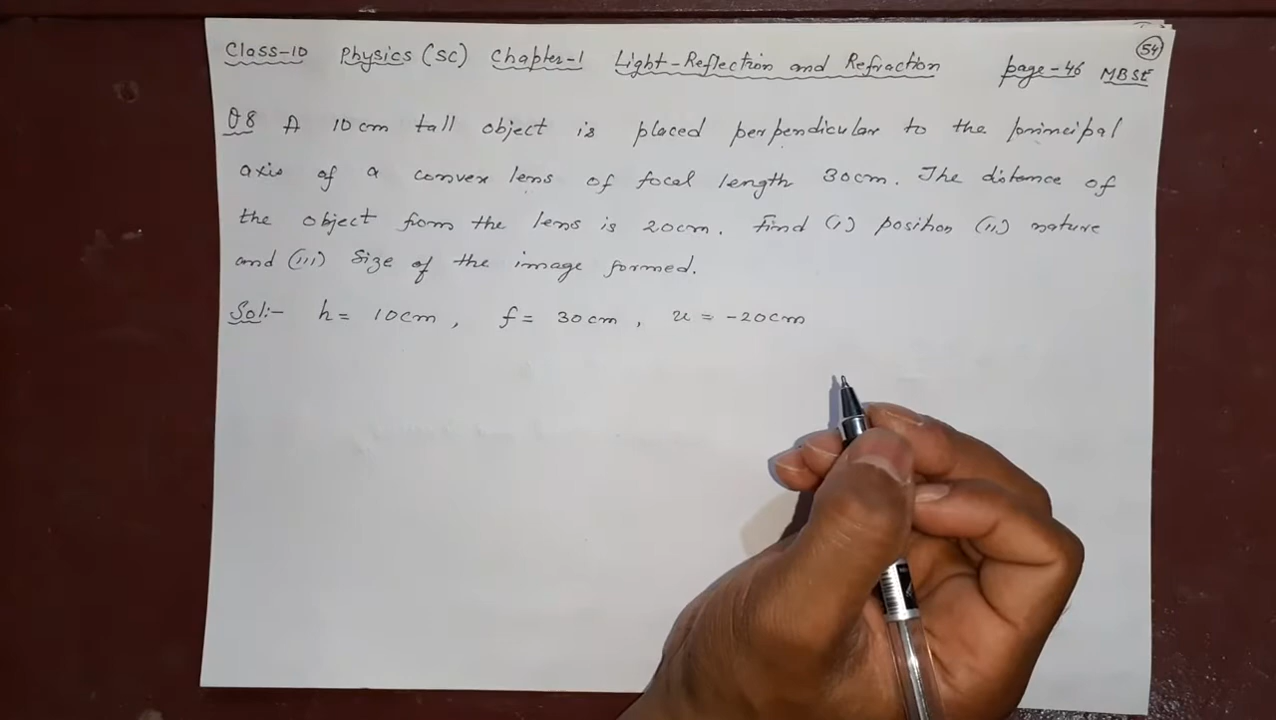 54
Class-10 Physics (SC) Chapter-1 Light-Reflection and Refraction page-46 MBSE
Q8 A 10cm tall object is placed perpendicular to the principal
axis of a convex lens of focal length 30cm. The distance of
the object from the lens is 20cm. Find (i) position (ii) nature
and (iii) size of the image formed.
Sol:- h = 10cm, f = 30cm, u = -20cm